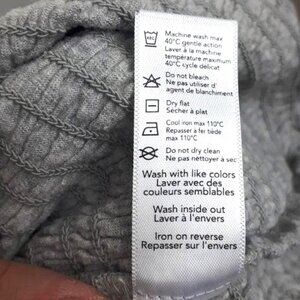 Machine wash max
40°C gentle action
Laver à la machine
température maximum
40°C cycle délicat
Do not bleach
Ne pas utiliser d'
agent de blanchiment
Dry flat
Sécher à plat
Cool iron max 110°C
Repasser a fer tiède
max 110°C
Do not dry clean
Ne pas nettoyer à sec
Wash with like colors
Laver avec des
couleurs semblables
Wash inside out
Laver à l'envers
Iron on reverse
Repasser sur l'envers